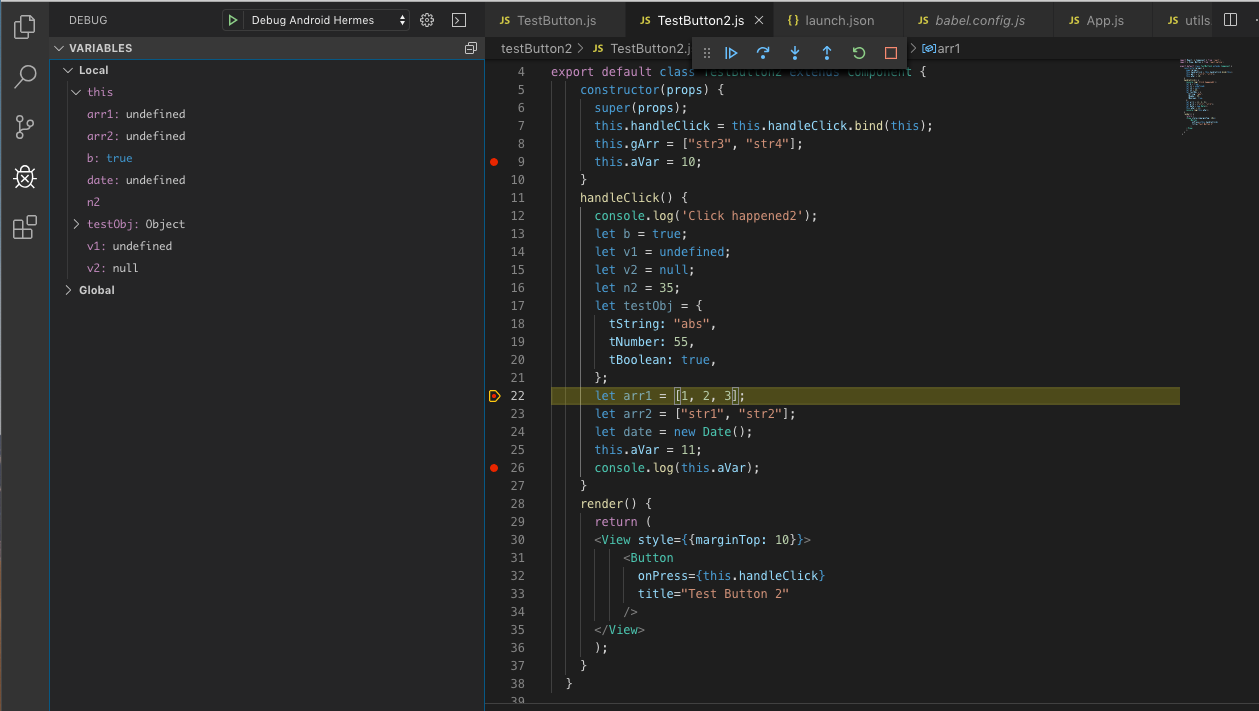 DEBUG
Debug Android Hermes
JS TestButton.js
JS TestButton2.js
{} launch.json
JS babel.config.js
JS App.js
JS utils
VARIABLES
testButton2 > JS TestButton2.j
> arr1
Local
this
arr1: undefined
arr2: undefined
b: true
date: undefined
n2
testObj: Object
v1: undefined
v2: null
Global
4 export default class TestButton2 extends Component {
5 constructor(props) {
6 super(props);
7 this.handleClick = this.handleClick.bind(this);
8 this.gArr = ["str3", "str4"];
9 this.aVar = 10;
10 }
11 handleClick() {
12 console.log('Click happened2');
13 let b = true;
14 let v1 = undefined;
15 let v2 = null;
16 let n2 = 35;
17 let testObj = {
18 tString: "abs",
19 tNumber: 55,
20 tBoolean: true,
21 };
22 let arr1 = [1, 2, 3];
23 let arr2 = ["str1", "str2"];
24 let date = new Date();
25 this.aVar = 11;
26 console.log(this.aVar);
27 }
28 render() {
29 return (
30 <View style={{marginTop: 10}}>
31 <Button
32 onPress={this.handleClick}
33 title="Test Button 2"
34 />
35 </View>
36 );
37 }
38 }
39